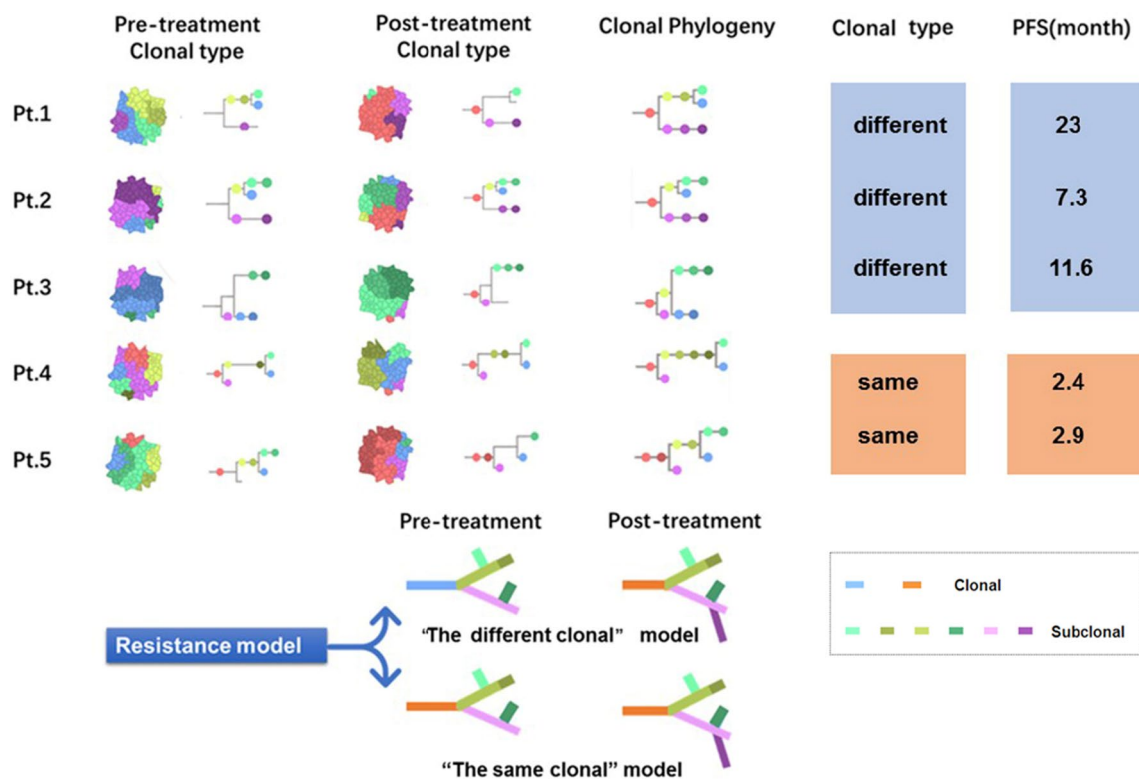 Pre-treatment
Clonal type
Post-treatment
Clonal type
Clonal Phylogeny
Clonal type
PFS(month)
Pt.1
different
23
Pt.2
different
7.3
Pt.3
different
11.6
Pt.4
same
2.4
Pt.5
same
2.9
Pre-treatment
Post-treatment
Clonal
Subclonal
Resistance model
“The different clonal” model
“The same clonal” model